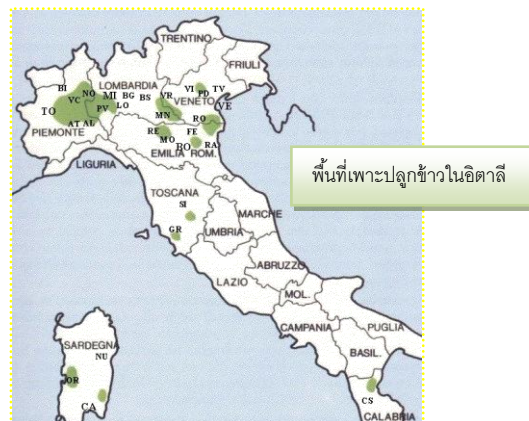 TRENTINO
FRIULI
LOMBARDIA
VENETO
BI
NO
MI
BG
BS
VR
VI
PD
TV
VE
VC
PV
LO
MN
RO
TO
AT AL
RE
MO
FE
BO
RA
PIEMONTE
EMILIA ROM.
LIGURIA
พื้นที่เพาะปลูกข้าวในอิตาลี
TOSCANA
SI
GR
MARCHE
UMBRIA
ABRUZZO
LAZIO
MOL.
CAMPANIA
PUGLIA
BASIL.
SARDEGNA
NU
OR
CA
CS
CALABRIA